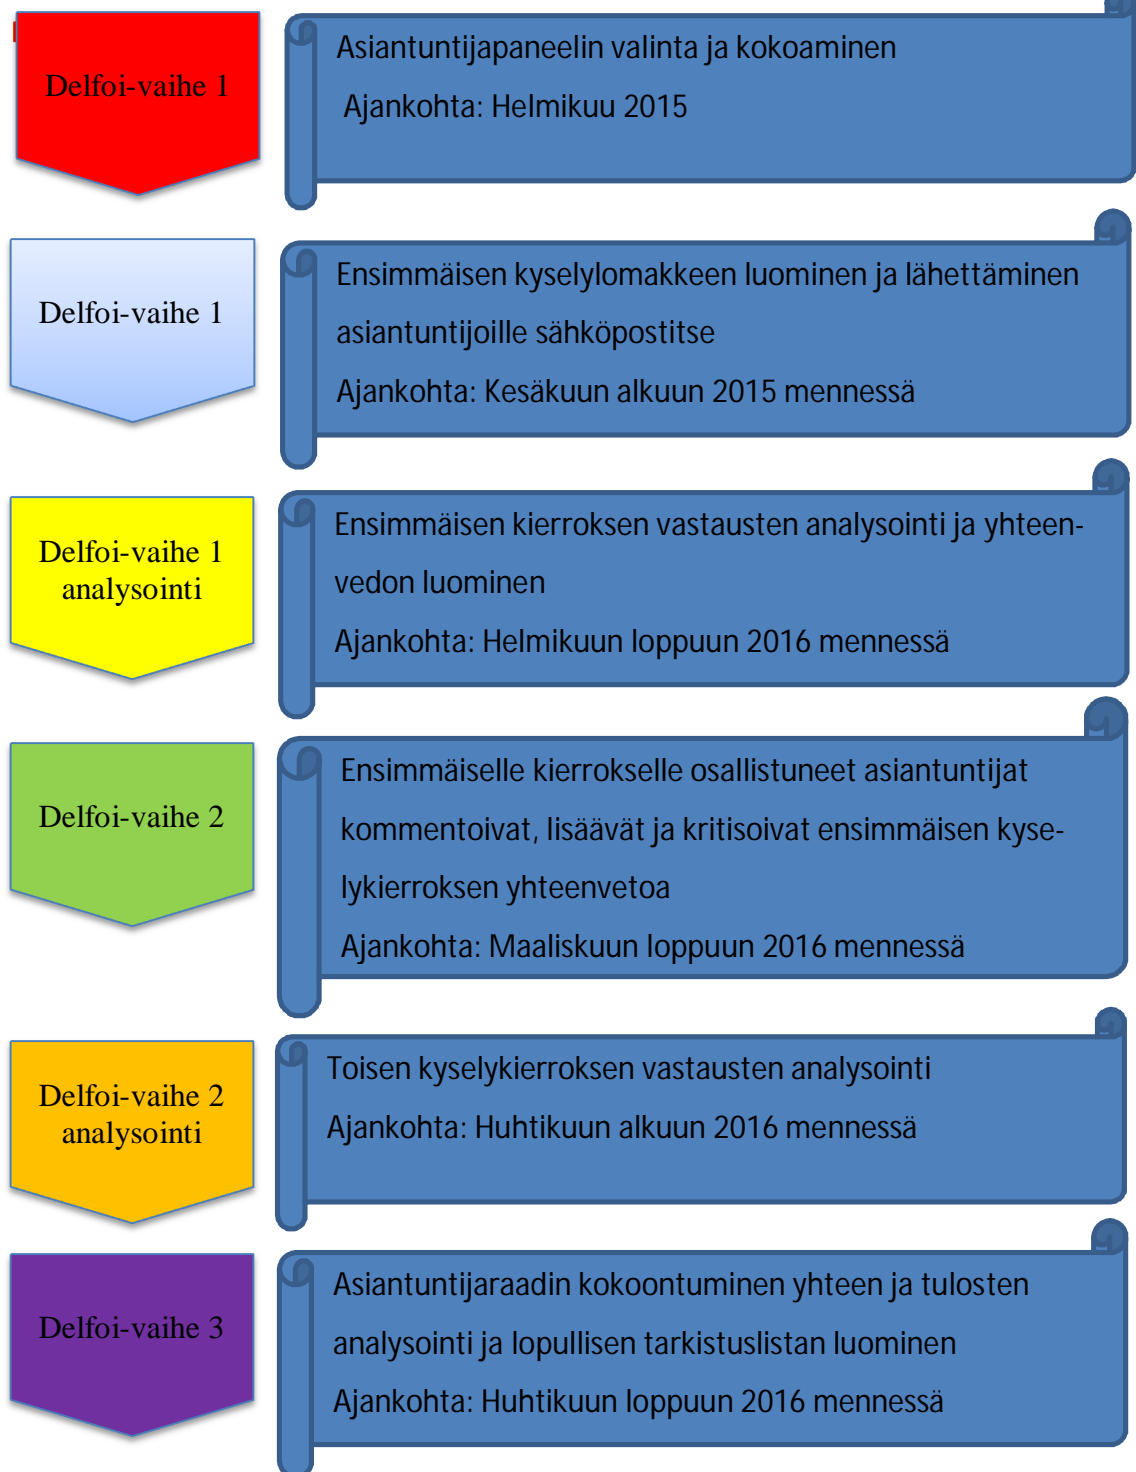 Delfoi-vaihe 1
Asiantuntijapaneelin valinta ja kokoaminen
Ajankohta: Helmikuu 2015
Delfoi-vaihe 1
Ensimmäisen kyselylomakkeen luominen ja lähettäminen
asiantuntijoille sähköpostitse
Ajankohta: Kesäkuun alkuun 2015 mennessä
Delfoi-vaihe 1
analysointi
Ensimmäisen kierroksen vastausten analysointi ja yhteen-
vedon luominen
Ajankohta: Helmikuun loppuun 2016 mennessä
Delfoi-vaihe 2
Ensimmäiselle kierrokselle osallistuneet asiantuntijat
kommentoivat, lisäävät ja kritisoivat ensimmäisen kyse-
lykierroksen yhteenvetoa
Ajankohta: Maaliskuun loppuun 2016 mennessä
Delfoi-vaihe 2
analysointi
Toisen kyselykierroksen vastausten analysointi
Ajankohta: Huhtikuun alkuun 2016 mennessä
Delfoi-vaihe 3
Asiantuntijaraadin kokoontuminen yhteen ja tulosten
analysointi ja lopullisen tarkistuslistan luominen
Ajankohta: Huhtikuun loppuun 2016 mennessä